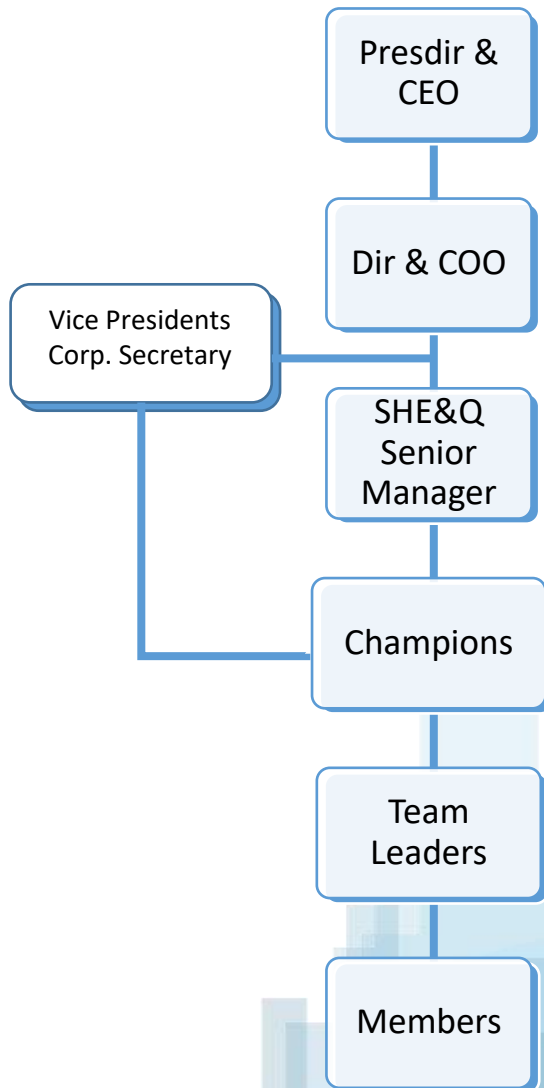 Presdir &
CEO
Dir & COO
Vice Presidents
Corp. Secretary
SHE&Q
Senior
Manager
Champions
Team
Leaders
Members